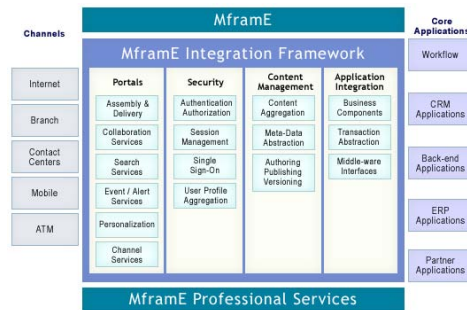 MframE
Channels
Core
Applications
MframE Integration Framework
Internet
Branch
Contact
Centers
Mobile
ATM
Portals
Assembly &
Delivery
Collaboration
Services
Search
Services
Event / Alert
Services
Personalization
Channel
Services
Security
Authentication
Authorization
Session
Management
Single
Sign-On
User Profile
Aggregation
Content
Management
Content
Aggregation
Meta-Data
Abstraction
Authoring
Publishing
Versioning
Application
Integration
Business
Components
Transaction
Abstraction
Middle-ware
Interfaces
Workflow
CRM
Applications
Back-end
Applications
ERP
Applications
Partner
Applications
MframE Professional Services